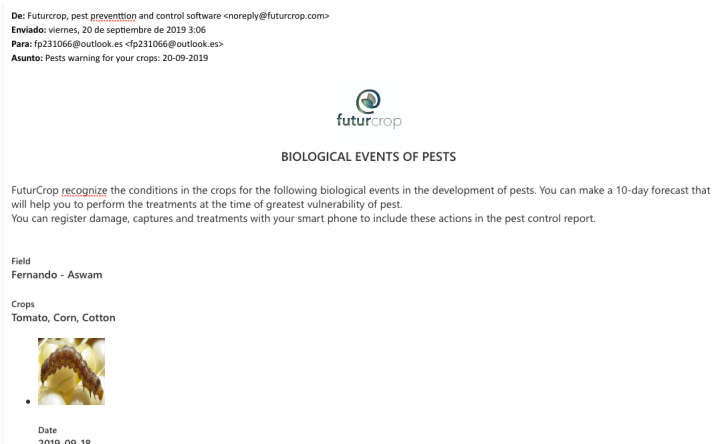 De: Futurcrop, pest preventtion and control software <noreply@futurcrop.com>
Enviado: viernes, 20 de septiembre de 2019 3:06
Para: fp231066@outlook.es <fp231066@outlook.es>
Asunto: Pests warning for your crops: 20-09-2019
futurcrop
BIOLOGICAL EVENTS OF PESTS
FuturCrop recognize the conditions in the crops for the following biological events in the development of pests. You can make a 10-day forecast that
will help you to perform the treatments at the time of greatest vulnerability of pest.
You can register damage, captures and treatments with your smart phone to include these actions in the pest control report.
Field
Fernando - Aswam
Crops
Tomato, Corn, Cotton
Date
2019-09-18